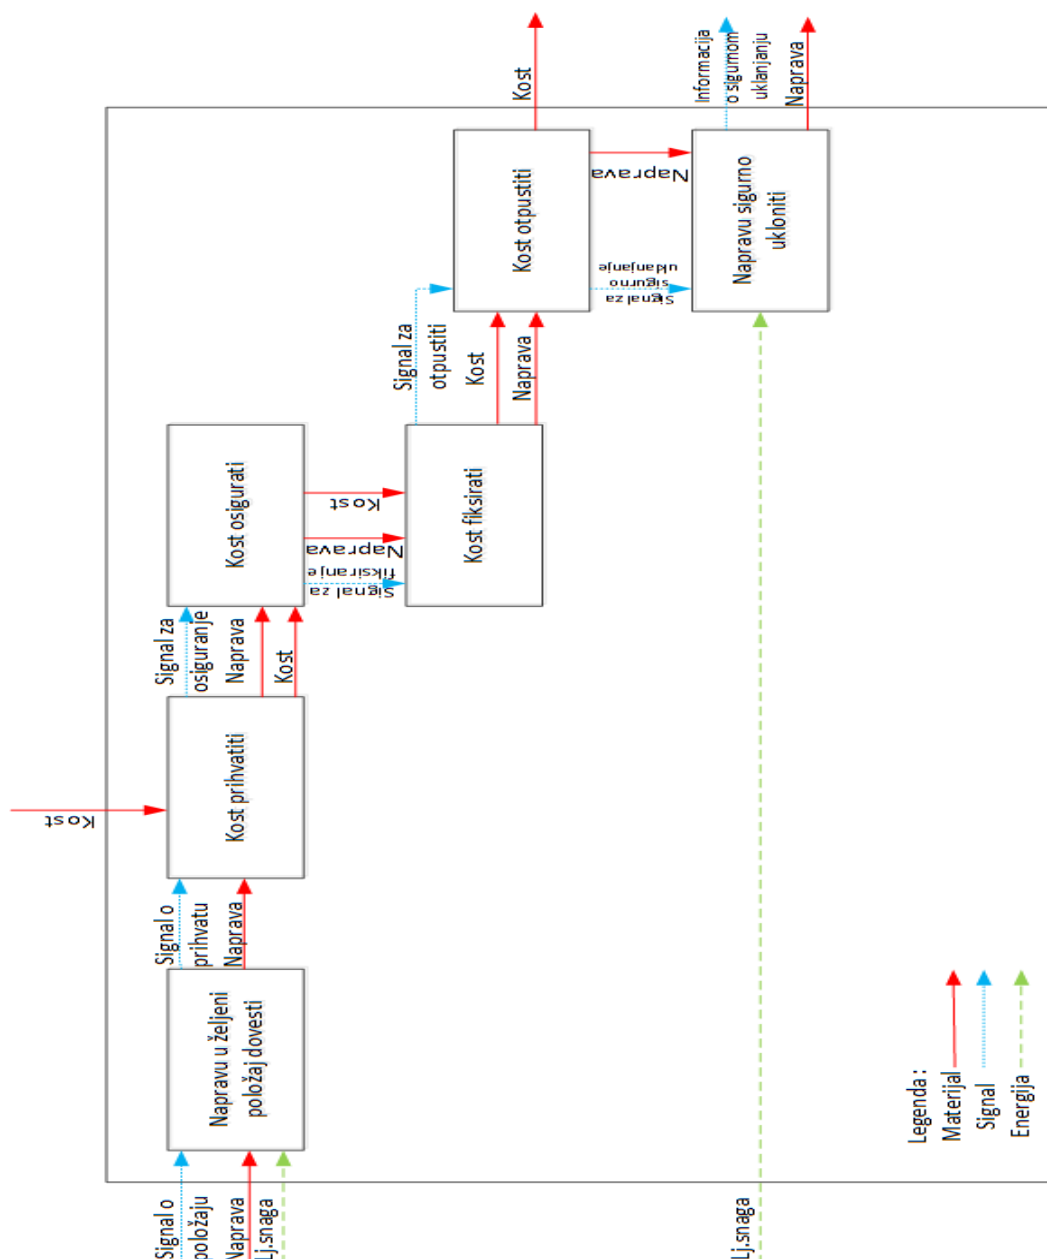 Signal o
položaju
Naprava
Lj.snaga
Napravu u željeni
položaj dovesti
Signal o
prihvatu
Naprava
Kost
Kost prihvatiti
Signal za
osiguranje
Naprava
Kost
Kost osigurati
Signal za
fiksiranje
Naprava
Kost
Kost fiksirati
Signal za
otpustiti
Kost
Naprava
Kost otpustiti
Kost
Signal za
sigurno
uklanjanje
Naprava
Lj.snaga
Napravu sigurno
ukloniti
Informacija
o sigurnom
uklanjanju
Naprava
Legenda:
Materijal
Signal
Energija